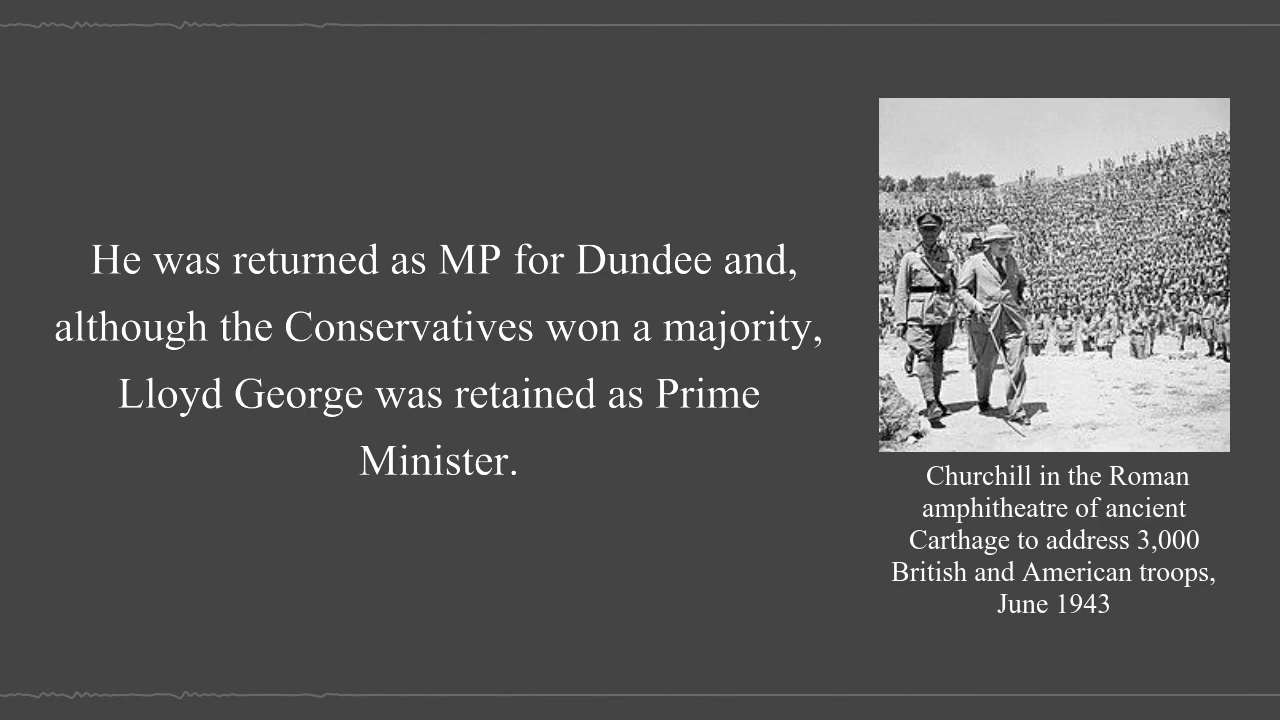 He was returned as MP for Dundee and,
although the Conservatives won a majority,
Lloyd George was retained as Prime
Minister.
Churchill in the Roman
amphitheatre of ancient
Carthage to address 3,000
British and American troops,
June 1943